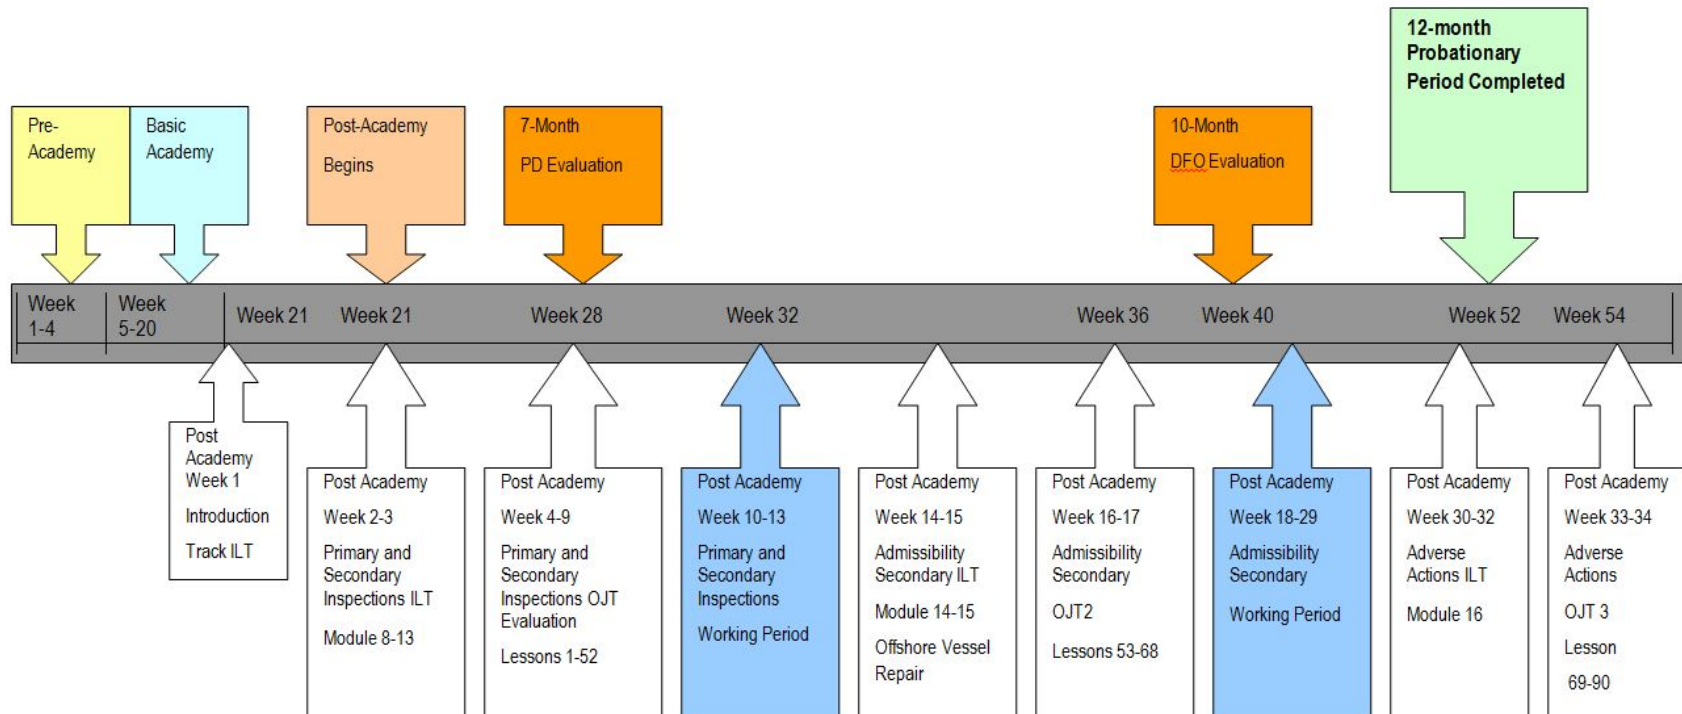 12-month
Probationary
Period Completed
Pre-
Academy
Basic
Academy
Post-Academy
Begins
7-Month
PD Evaluation
10-Month
DFO Evaluation
Week
1-4
Week
5-20
Week 21
Week 21
Week 28
Week 32
Week 36
Week 40
Week 52
Week 54
Post
Academy
Week 1
Introduction
Track ILT
Post Academy
Week 2-3
Primary and
Secondary
Inspections ILT
Module 8-13
Post Academy
Week 4-9
Primary and
Secondary
Inspections OJT
Evaluation
Lessons 1-52
Post Academy
Week 10-13
Primary and
Secondary
Inspections
Working Period
Post Academy
Week 14-15
Admissibility
Secondary ILT
Module 14-15
Offshore Vessel
Repair
Post Academy
Week 16-17
Admissibility
Secondary
OJT2
Lessons 53-68
Post Academy
Week 18-29
Admissibility
Secondary
Working Period
Post Academy
Week 30-32
Adverse
Actions ILT
Module 16
Post Academy
Week 33-34
Adverse
Actions
OJT 3
Lesson
69-90